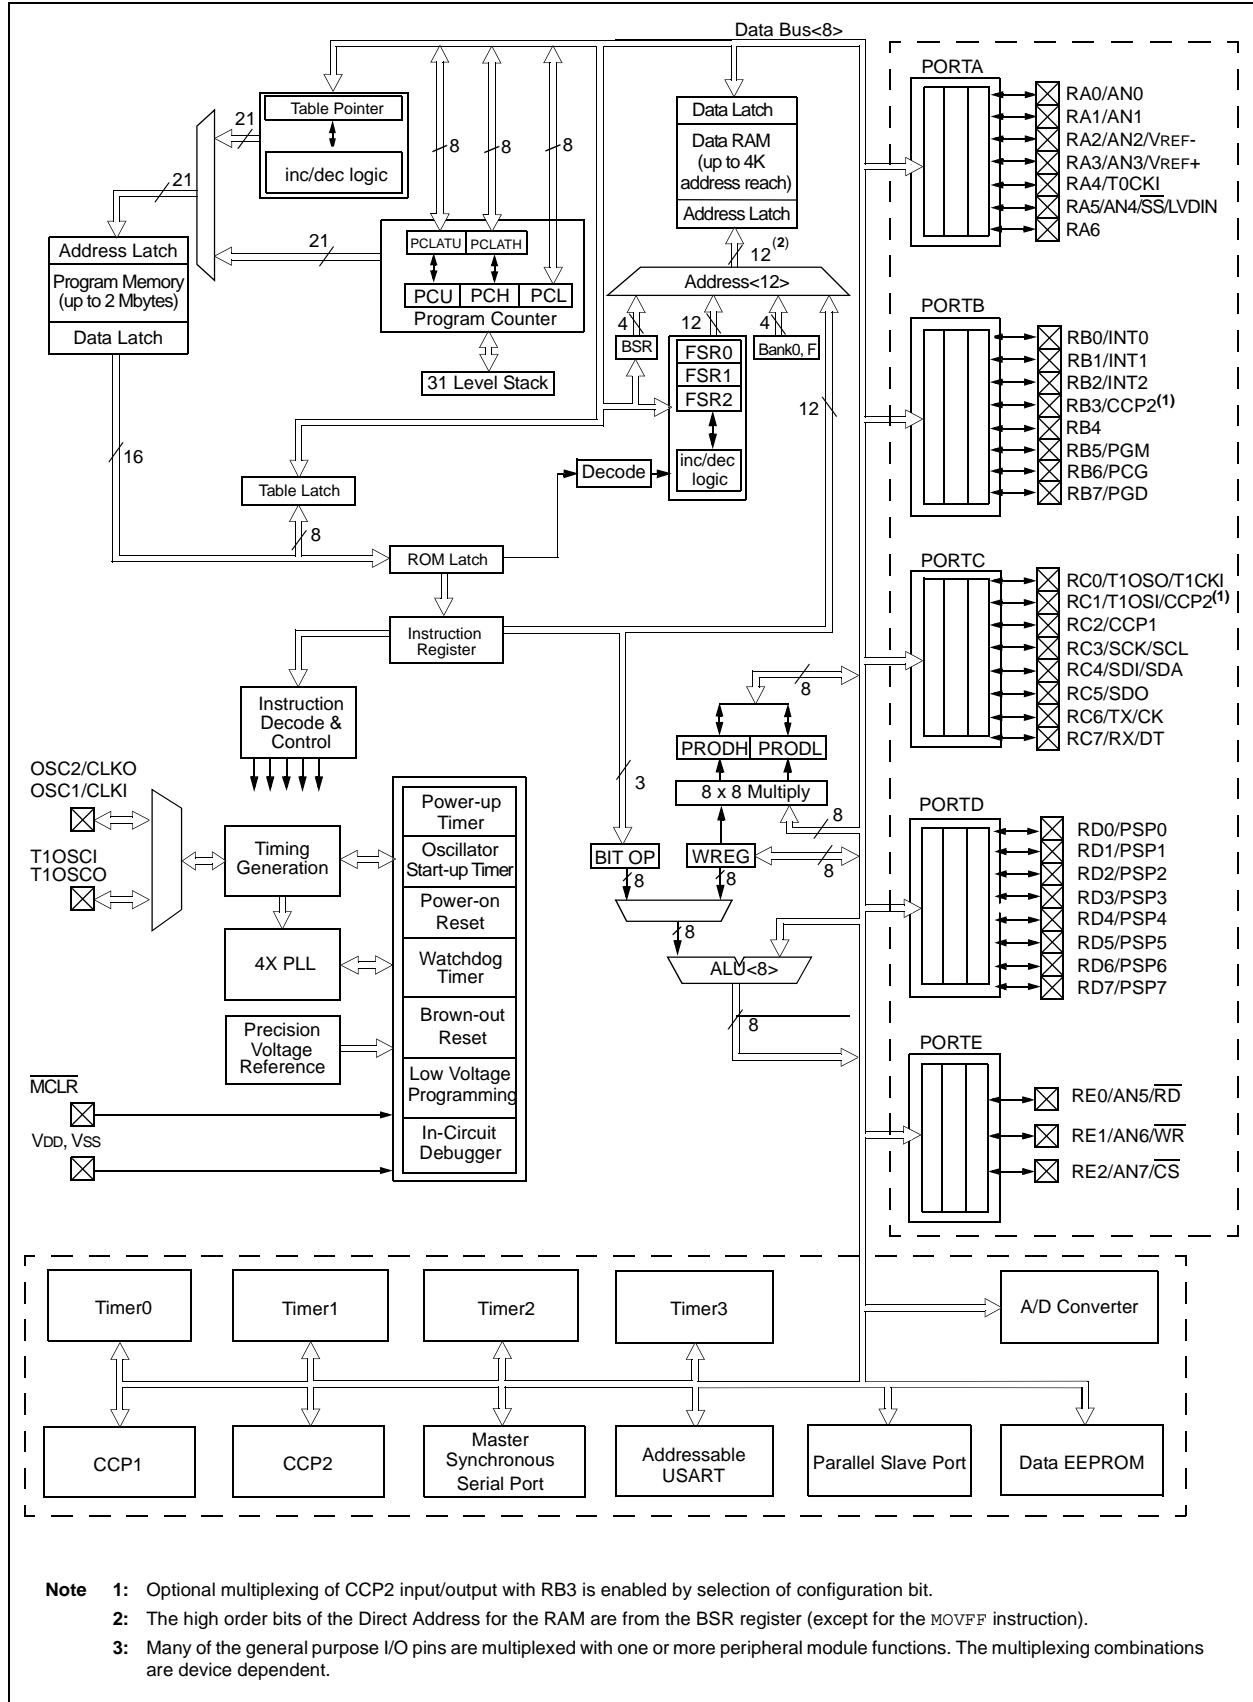 Data Bus<8>
PORTA
RA0/AN0
RA1/AN1
RA2/AN2/VREF-
RA3/AN3/VREF+
RA4/T0CKI
RA5/AN4/SS/LVDIN
RA6
Table Pointer
inc/dec logic
21
21
21
8
8
8
Data Latch
Data RAM
(up to 4K
address reach)
Address Latch
12(2)
Address<12>
Address Latch
Program Memory
(up to 2 Mbytes)
Data Latch
PCLATU
PCLATH
PCU
PCH
PCL
Program Counter
31 Level Stack
4
12
4
BSR
FSR0
FSR1
FSR2
inc/dec
logic
Bank0, F
12
PORTB
RB0/INT0
RB1/INT1
RB2/INT2
RB3/CCP2(1)
RB4
RB5/PGM
RB6/PCG
RB7/PGD
16
Table Latch
8
Decode
ROM Latch
Instruction
Register
PORTC
RC0/T1OSO/T1CKI
RC1/T1OSI/CCP2(1)
RC2/CCP1
RC3/SCK/SCL
RC4/SDI/SDA
RC5/SDO
RC6/TX/CK
RC7/RX/DT
Instruction
Decode &
Control
8
PRODH
PRODL
8 x 8 Multiply
3
8
BIT OP
WREG
8
8
8
8
ALU<8>
8
OSC2/CLKO
OSC1/CLKI
T1OSCI
T1OSCO
Timing
Generation
4X PLL
Precision
Voltage
Reference
MCLR
VDD, VSS
Power-up
Timer
Oscillator
Start-up Timer
Power-on
Reset
Watchdog
Timer
Brown-out
Reset
Low Voltage
Programming
In-Circuit
Debugger
PORTD
RD0/PSP0
RD1/PSP1
RD2/PSP2
RD3/PSP3
RD4/PSP4
RD5/PSP5
RD6/PSP6
RD7/PSP7
PORTE
RE0/AN5/RD
RE1/AN6/WR
RE2/AN7/CS
Timer0
Timer1
Timer2
Timer3
A/D Converter
CCP1
CCP2
Master
Synchronous
Serial Port
Addressable
USART
Parallel Slave Port
Data EEPROM
Note 1: Optional multiplexing of CCP2 input/output with RB3 is enabled by selection of configuration bit.
2: The high order bits of the Direct Address for the RAM are from the BSR register (except for the MOVFF instruction).
3: Many of the general purpose I/O pins are multiplexed with one or more peripheral module functions. The multiplexing combinations
are device dependent.